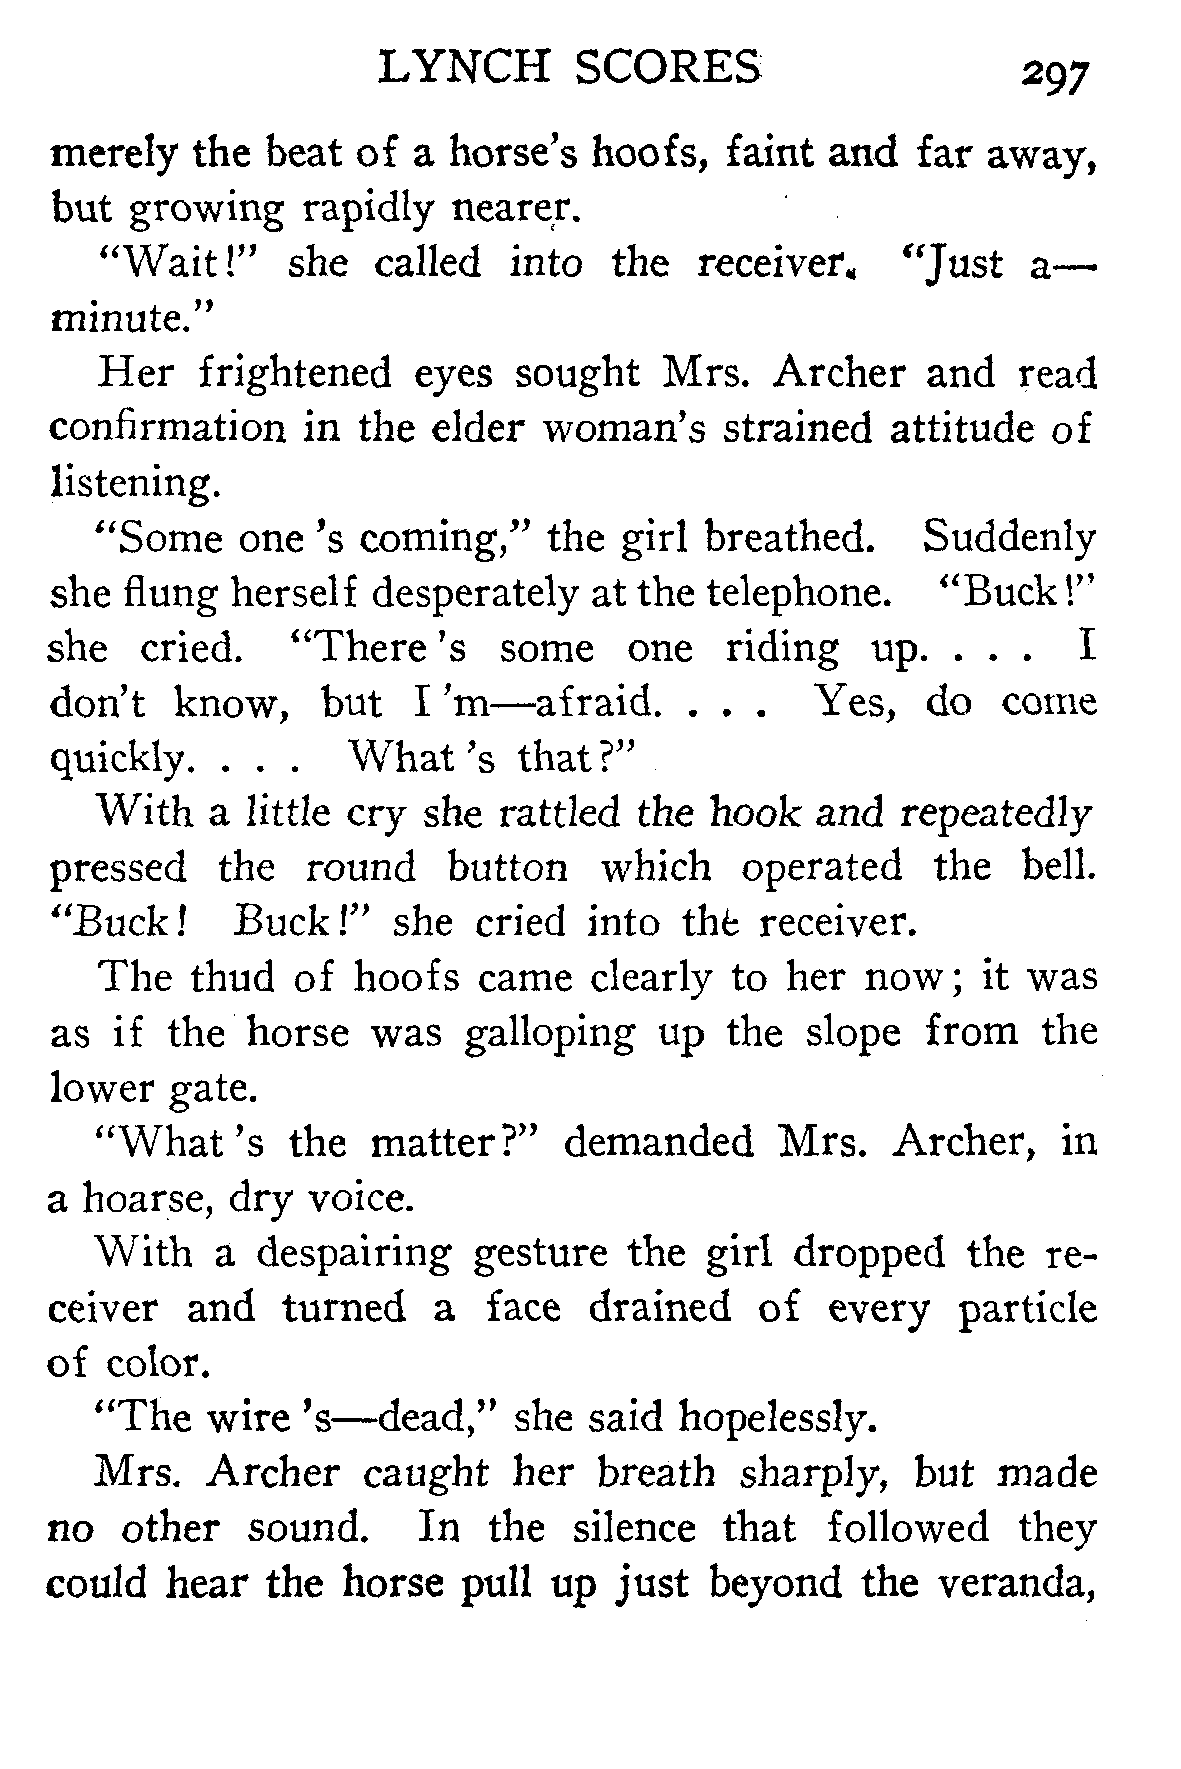 LYNCH SCORES 297
merely the beat of a horse's hoofs, faint and far away,
but growing rapidly nearer.
"Wait!" she called into the receiver. "Just a—
minute."
Her frightened eyes sought Mrs. Archer and read
confirmation in the elder woman's strained attitude of
listening.
"Some one 's coming," the girl breathed. Suddenly
she flung herself desperately at the telephone. "Buck!"
she cried. "There 's some one riding up. . . . I
don't know, but I 'm—afraid. . . . Yes, do come
quickly. . . . What 's that?"
With a little cry she rattled the hook and repeatedly
pressed the round button which operated the bell.
"Buck! Buck!" she cried into the receiver.
The thud of hoofs came clearly to her now; it was
as if the horse was galloping up the slope from the
lower gate.
"What 's the matter?" demanded Mrs. Archer, in
a hoarse, dry voice.
With a despairing gesture the girl dropped the re-
ceiver and turned a face drained of every particle
of color.
"The wire 's—dead," she said hopelessly.
Mrs. Archer caught her breath sharply, but made
no other sound. In the silence that followed they
could hear the horse pull up just beyond the veranda,